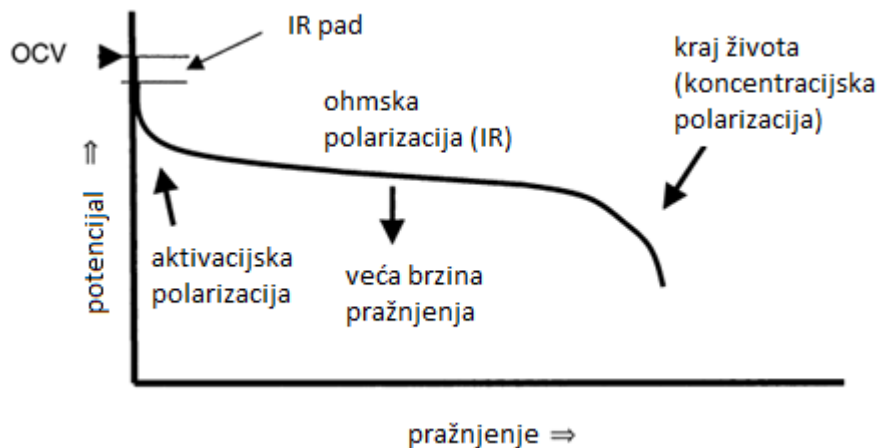 IR pad
OCV
kraj života
(koncentracijska
polarizacija)
ohmska
polarizacija (IR)
potencijal ⇒
aktivacijska
polarizacija
veća brzina
pražnjenja
pražnjenje ⇒